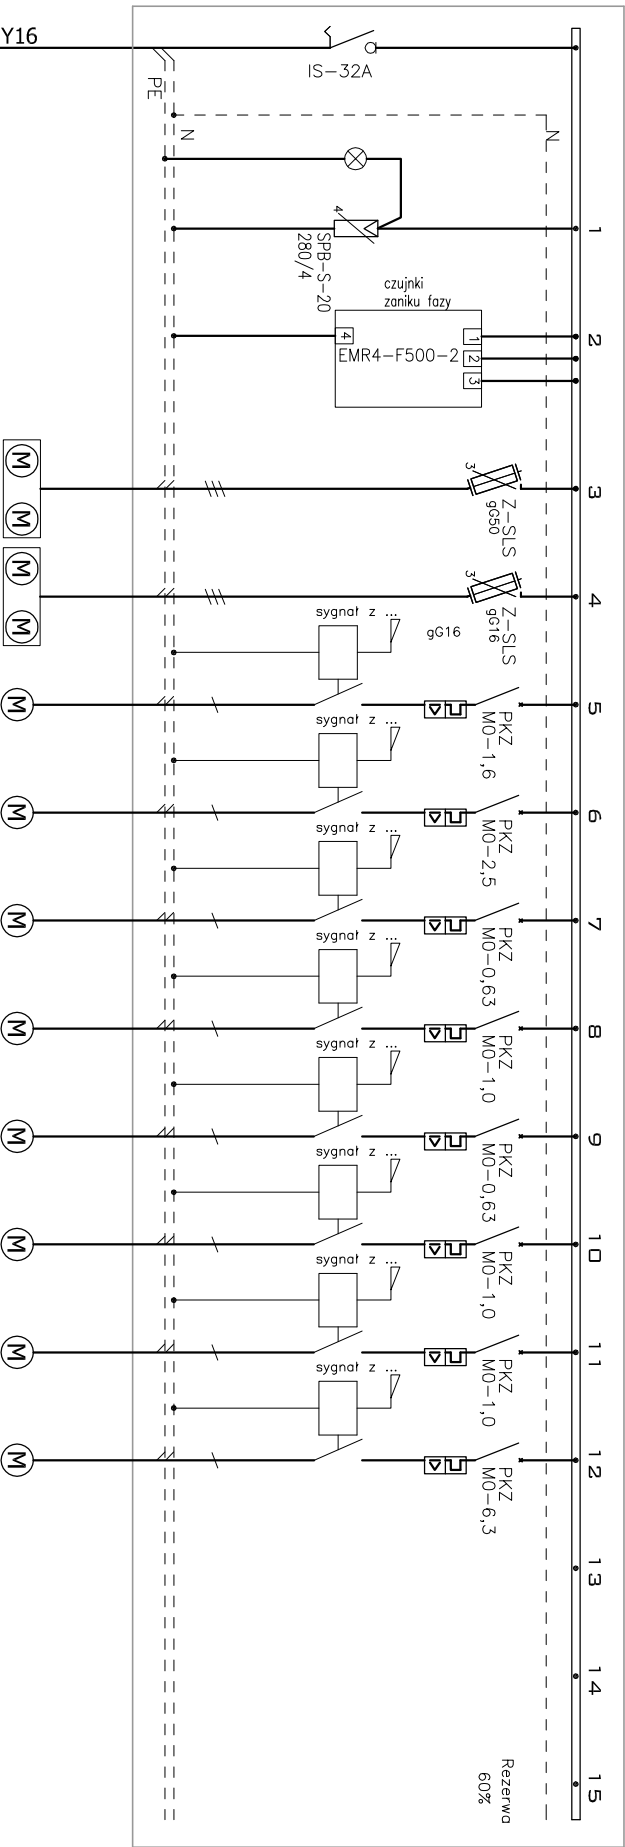 Y16
IS-32A
PE
N
N
1
4
SPB-S-20
280/4
czujnki
zaniku fazy
2
4
EMR4-F500-2
1
2
3
3
3
Z-SLS
gG50
M
M
4
3
Z-SLS
gG16
M
M
sygnał z ...
gG16
5
PKZ
M0-1,6
M
sygnał z ...
6
PKZ
M0-2,5
M
sygnał z ...
7
PKZ
M0-0,63
M
sygnał z ...
8
PKZ
M0-1,0
M
sygnał z ...
9
PKZ
M0-0,63
M
sygnał z ...
10
PKZ
M0-1,0
M
sygnał z ...
11
PKZ
M0-1,0
M
sygnał z ...
12
PKZ
M0-6,3
M
13
14
15
Rezerwa
60%